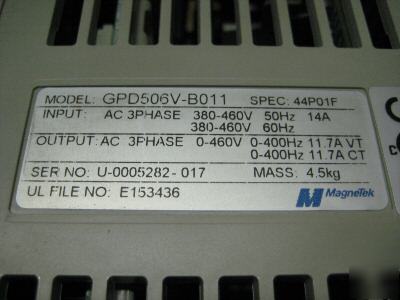 MODEL: GPD506V-B011 SPEC: 44P01F
INPUT: AC 3PHASE 380-460V 50Hz 14A
380-460V 60Hz
OUTPUT: AC 3PHASE 0-460V 0-400Hz 11.7A VT
0-400Hz 11.7A CT
SER NO: U-0005282-017 MASS: 4.5kg
UL FILE NO: E153436 MAGNETEK